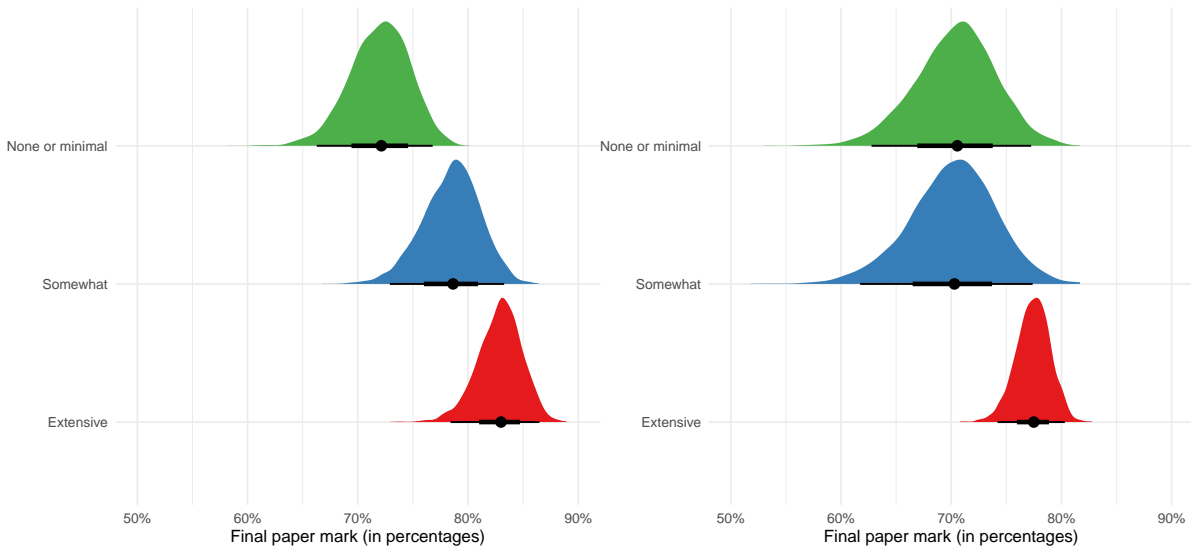 None or minimal
Somewhat
Extensive
50%
60%
70%
80%
90%
Final paper mark (in percentages)
None or minimal
Somewhat
Extensive
50%
60%
70%
80%
90%
Final paper mark (in percentages)